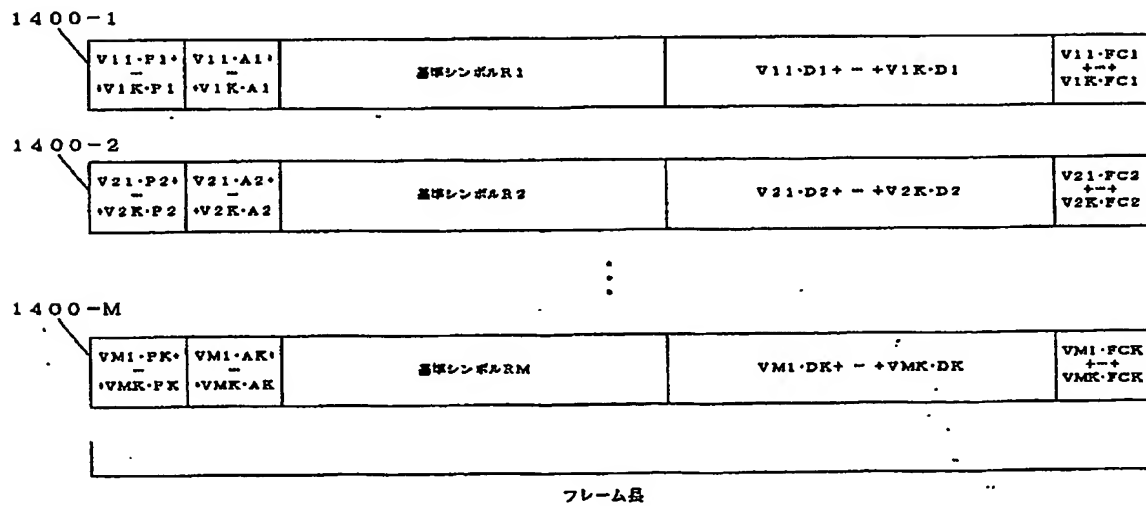 1400-1
V11・P1+
…
+V1K・P1
V11・A1+
…
+V1K・A1
基準シンボルR1
V11・D1+ … +V1K・D1
V11・FC1
+…+
V1K・FC1
1400-2
V21・P2+
…
+V2K・P2
V21・A2+
…
+V2K・A2
基準シンボルR2
V21・D2+ … +V2K・D2
V21・FC2
+…+
V2K・FC2
1400-M
VM1・PK+
…
+VMK・PK
VM1・AK+
…
+VMK・AK
基準シンボルRM
VM1・DK+ … +VMK・DK
VM1・FCK
+…+
VMK・FCK
フレーム長